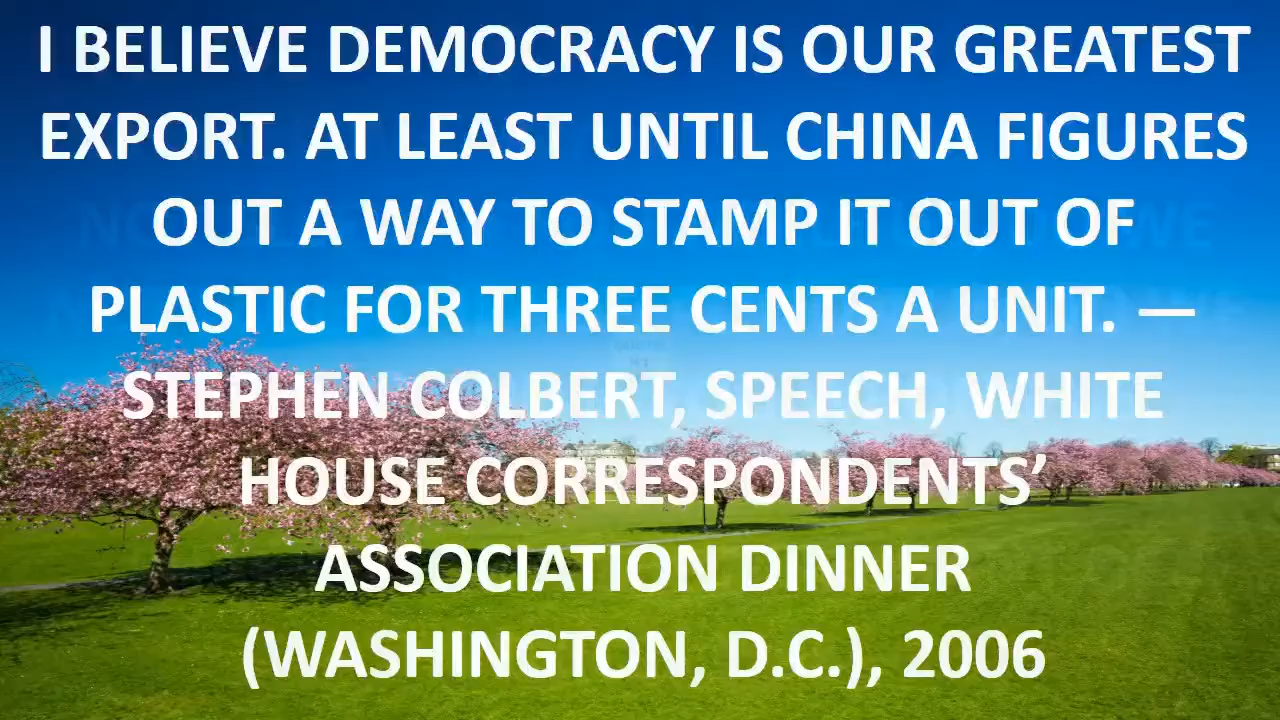 I BELIEVE DEMOCRACY IS OUR GREATEST
EXPORT. AT LEAST UNTIL CHINA FIGURES
OUT A WAY TO STAMP IT OUT OF
PLASTIC FOR THREE CENTS A UNIT. —
STEPHEN COLBERT, SPEECH, WHITE
HOUSE CORRESPONDENTS’
ASSOCIATION DINNER
(WASHINGTON, D.C.), 2006